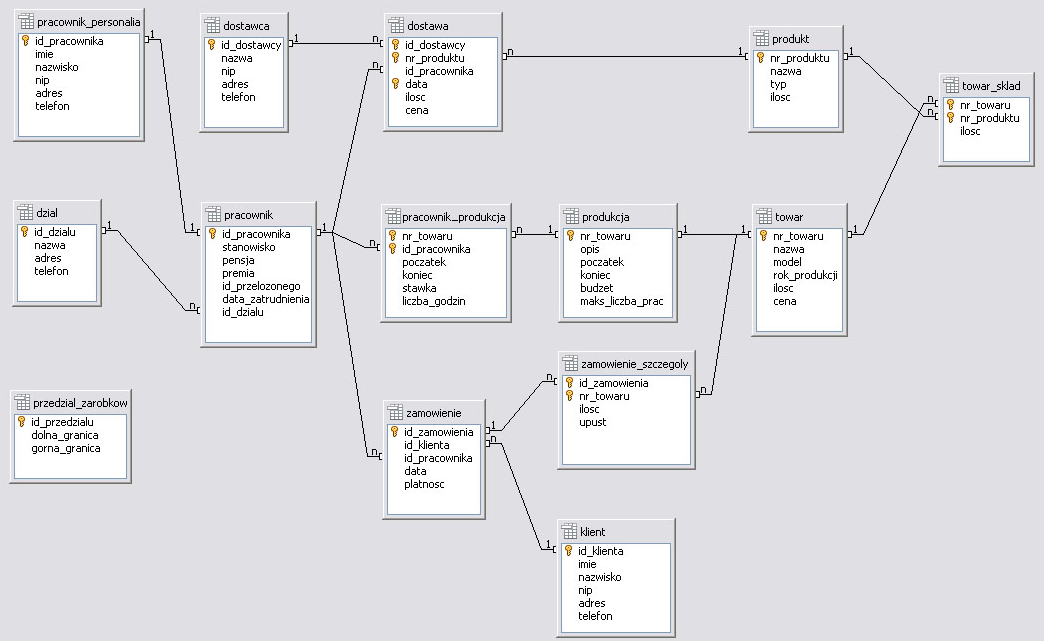 pracownik_personalia
id_pracownika
imie
nazwisko
nip
adres
telefon
dostawca
id_dostawcy
nazwa
nip
adres
telefon
dostawa
id_dostawcy
nr_produktu
id_pracownika
data
ilosc
cena
produkt
nr_produktu
nazwa
typ
ilosc
towar_sklad
nr_towaru
nr_produktu
ilosc
dzial
id_dzialu
nazwa
adres
telefon
pracownik
id_pracownika
stanowisko
pensja
premia
id_przelozonego
data_zatrudnienia
id_dzialu
pracownik_produkcja
nr_towaru
id_pracownika
poczatek
koniec
stawka
liczba_godzin
produkcja
nr_towaru
opis
poczatek
koniec
budzet
maks_liczba_prac
towar
nr_towaru
nazwa
model
rok_produkcji
ilosc
cena
przedzial_zarobkow
id_przedzialu
dolna_granica
gorna_granica
zamowienie
id_zamowienia
id_klienta
id_pracownika
data
platnosc
zamowienie_szczegoly
id_zamowienia
nr_towaru
ilosc
upust
klient
id_klienta
imie
nazwisko
nip
adres
telefon
1
1
1
n
n
1
n
1
n
n
1
n
1
n
n
1
1
1
1
n
n
1
n
n
1